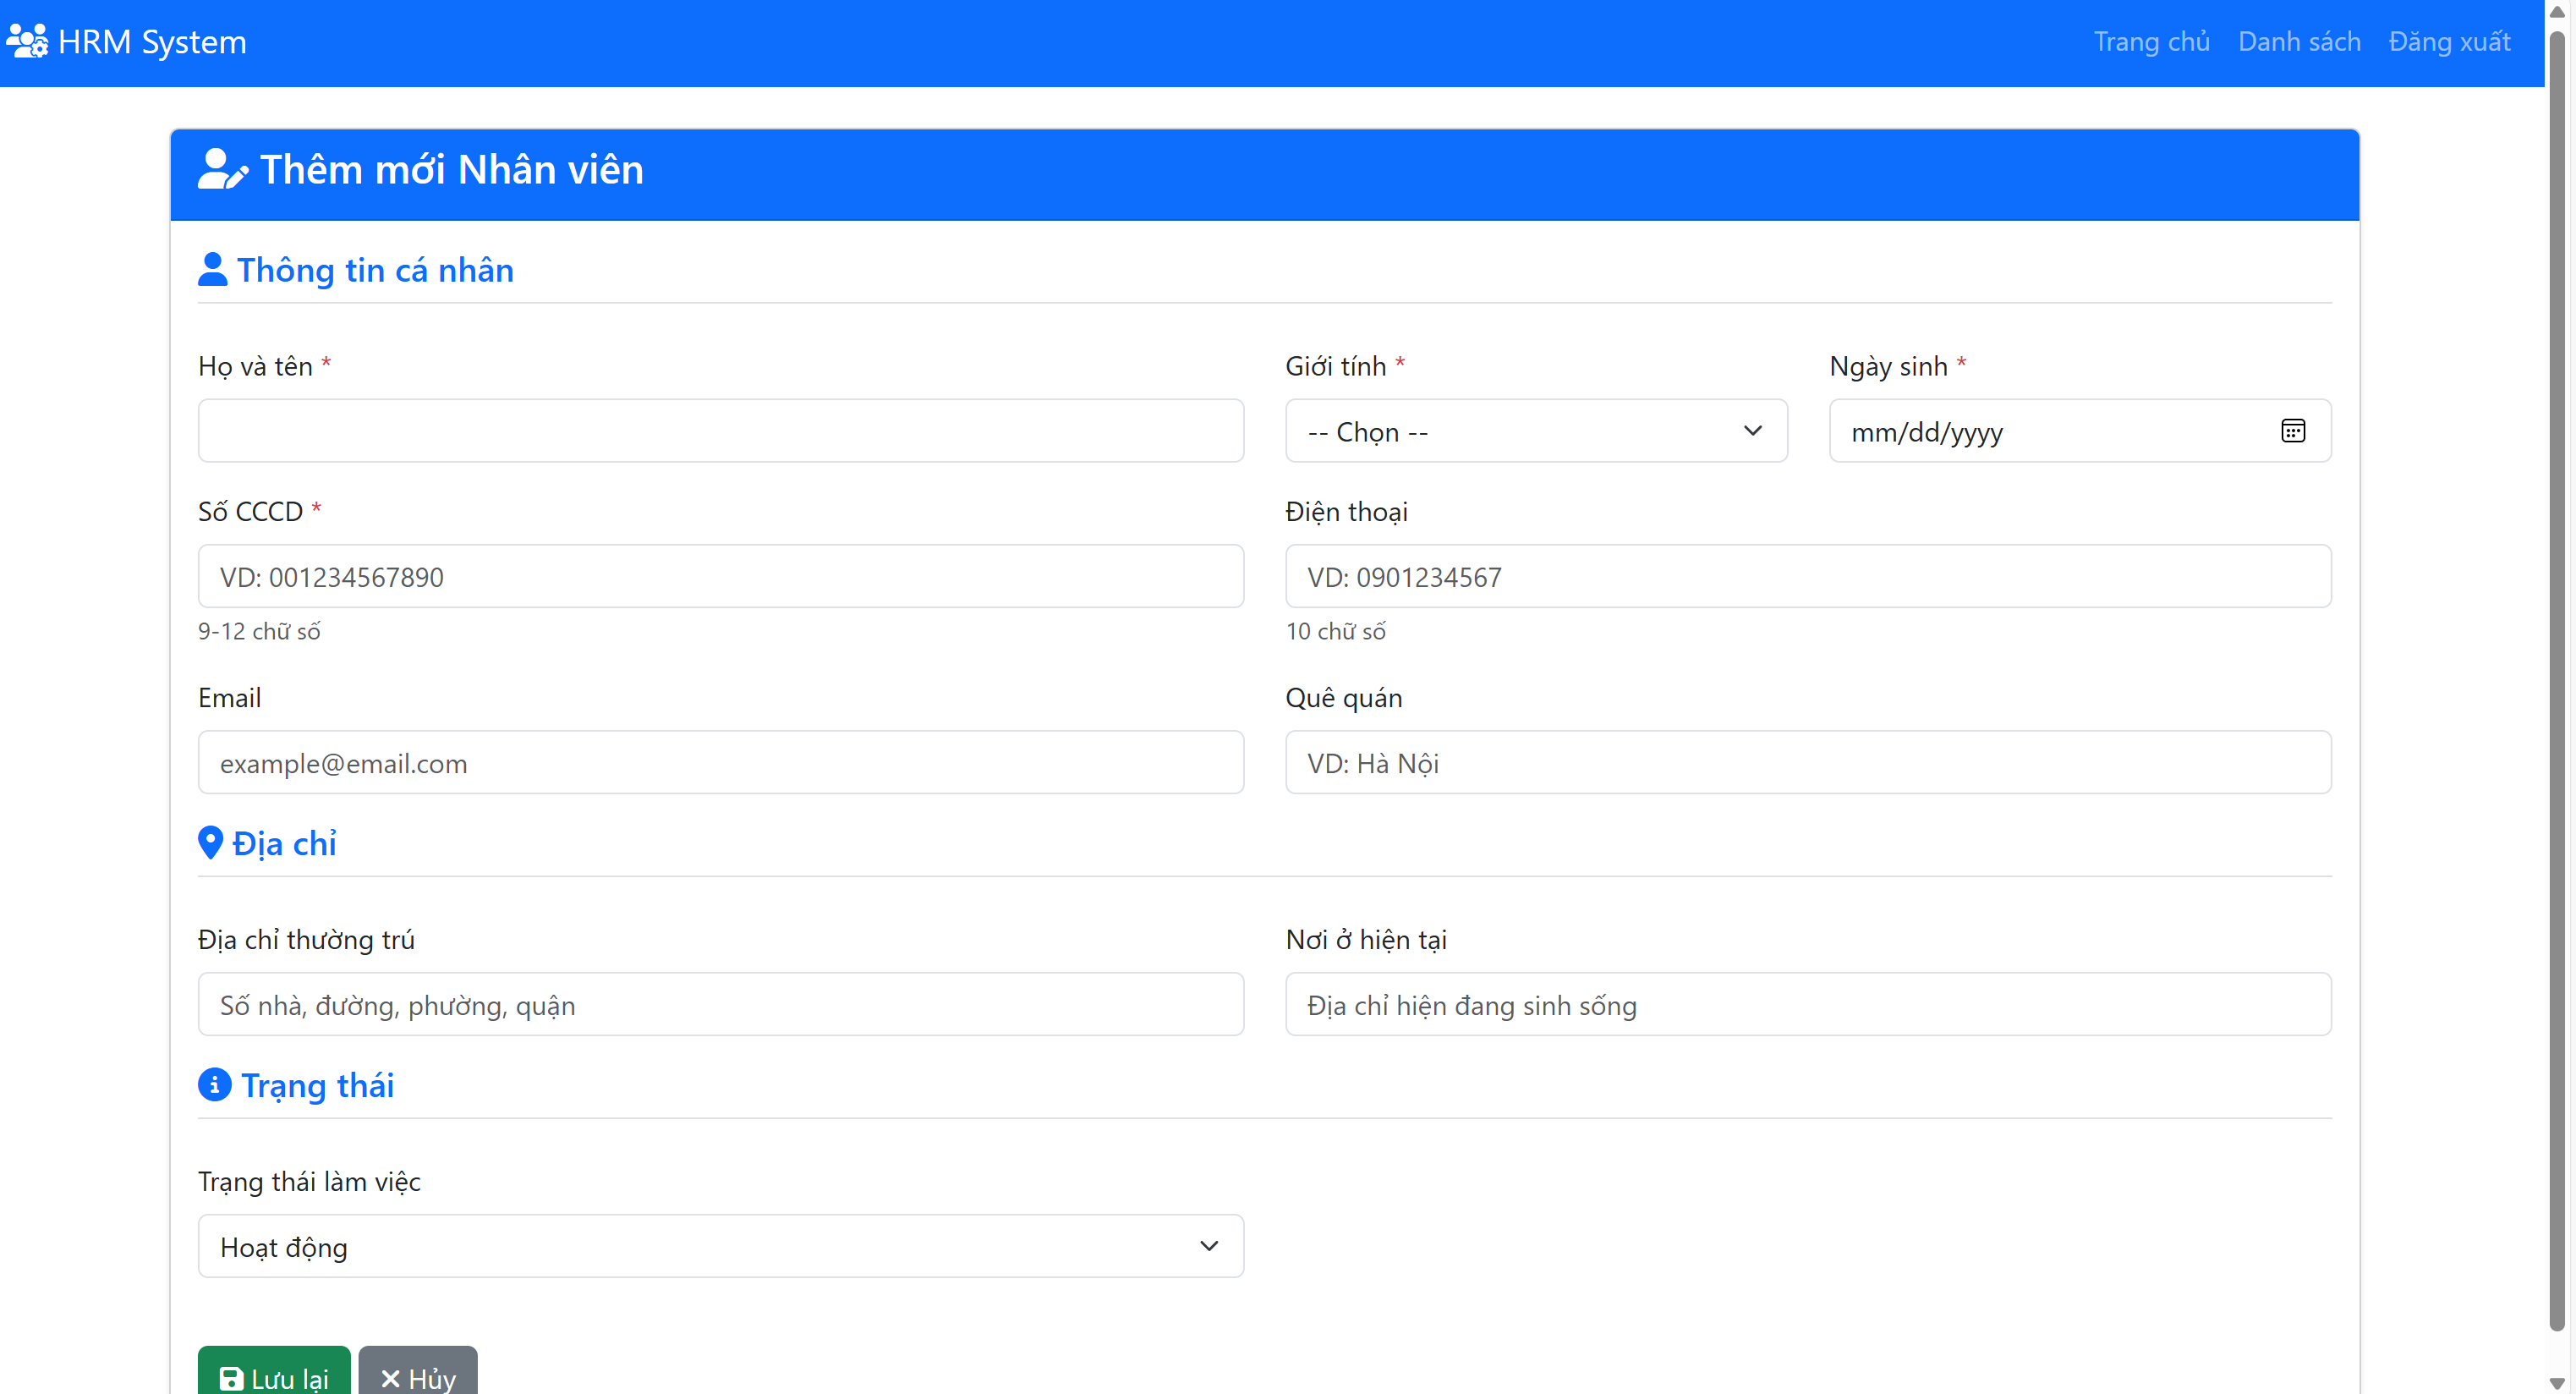 HRM System
Trang chủ Danh sách Đăng xuất
Thêm mới Nhân viên
Thông tin cá nhân
Họ và tên * Giới tính * Ngày sinh *
-- Chọn -- mm/dd/yyyy
Số CCCD * Điện thoại
VD: 001234567890 VD: 0901234567
9-12 chữ số 10 chữ số
Email Quê quán
example@email.com VD: Hà Nội
Địa chỉ
Địa chỉ thường trú Nơi ở hiện tại
Số nhà, đường, phường, quận Địa chỉ hiện đang sinh sống
Trạng thái
Trạng thái làm việc
Hoạt động
Lưu lại Hủy